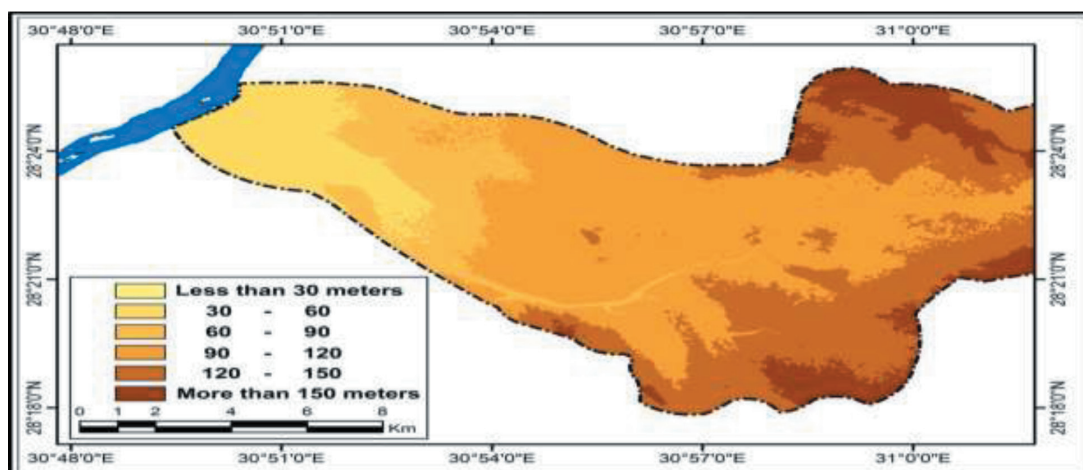 30°48'0"E 30°51'0"E 30°54'0"E 30°57'0"E 31°0'0"E
28°24'0"N 28°24'0"N
28°21'0"N 28°21'0"N
28°18'0"N 28°18'0"N
Less than 30 meters
30 - 60
60 - 90
90 - 120
120 - 150
More than 150 meters
0 1 2 4 6 8
Km
30°48'0"E 30°51'0"E 30°54'0"E 30°57'0"E 31°0'0"E